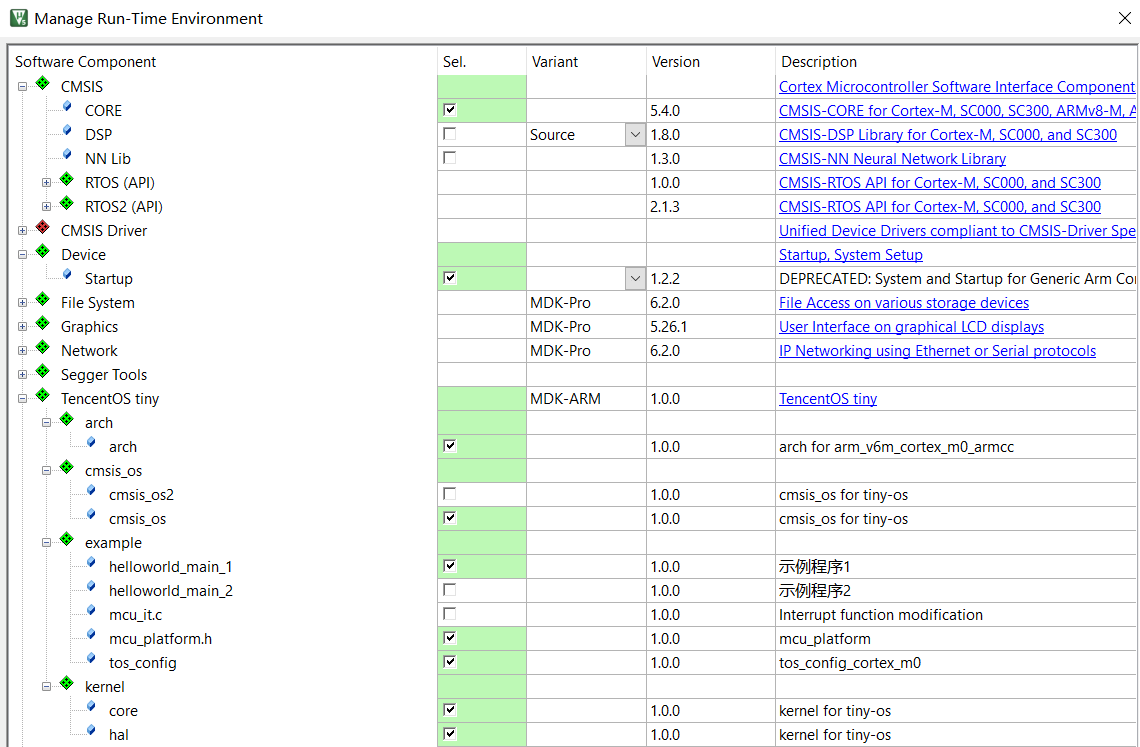 Manage Run-Time Environment
Software Component Sel. Variant Version Description
CMSIS Cortex Microcontroller Software Interface Component
CORE 5.4.0 CMSIS-CORE for Cortex-M, SC000, SC300, ARMv8-M, A
DSP Source 1.8.0 CMSIS-DSP Library for Cortex-M, SC000, and SC300
NN Lib 1.3.0 CMSIS-NN Neural Network Library
RTOS (API) 1.0.0 CMSIS-RTOS API for Cortex-M, SC000, and SC300
RTOS2 (API) 2.1.3 CMSIS-RTOS API for Cortex-M, SC000, and SC300
CMSIS Driver Unified Device Drivers compliant to CMSIS-Driver Spe
Device Startup, System Setup
Startup 1.2.2 DEPRECATED: System and Startup for Generic Arm Cor
File System MDK-Pro 6.2.0 File Access on various storage devices
Graphics MDK-Pro 5.26.1 User Interface on graphical LCD displays
Network MDK-Pro 6.2.0 IP Networking using Ethernet or Serial protocols
Segger Tools
TencentOS tiny MDK-ARM 1.0.0 TencentOS tiny
arch
arch 1.0.0 arch for arm_v6m_cortex_m0_armcc
cmsis_os
cmsis_os2 1.0.0 cmsis_os for tiny-os
cmsis_os 1.0.0 cmsis_os for tiny-os
example
helloworld_main_1 1.0.0 示例程序1
helloworld_main_2 1.0.0 示例程序2
mcu_it.c 1.0.0 Interrupt function modification
mcu_platform.h 1.0.0 mcu_platform
tos_config 1.0.0 tos_config_cortex_m0
kernel
core 1.0.0 kernel for tiny-os
hal 1.0.0 kernel for tiny-os